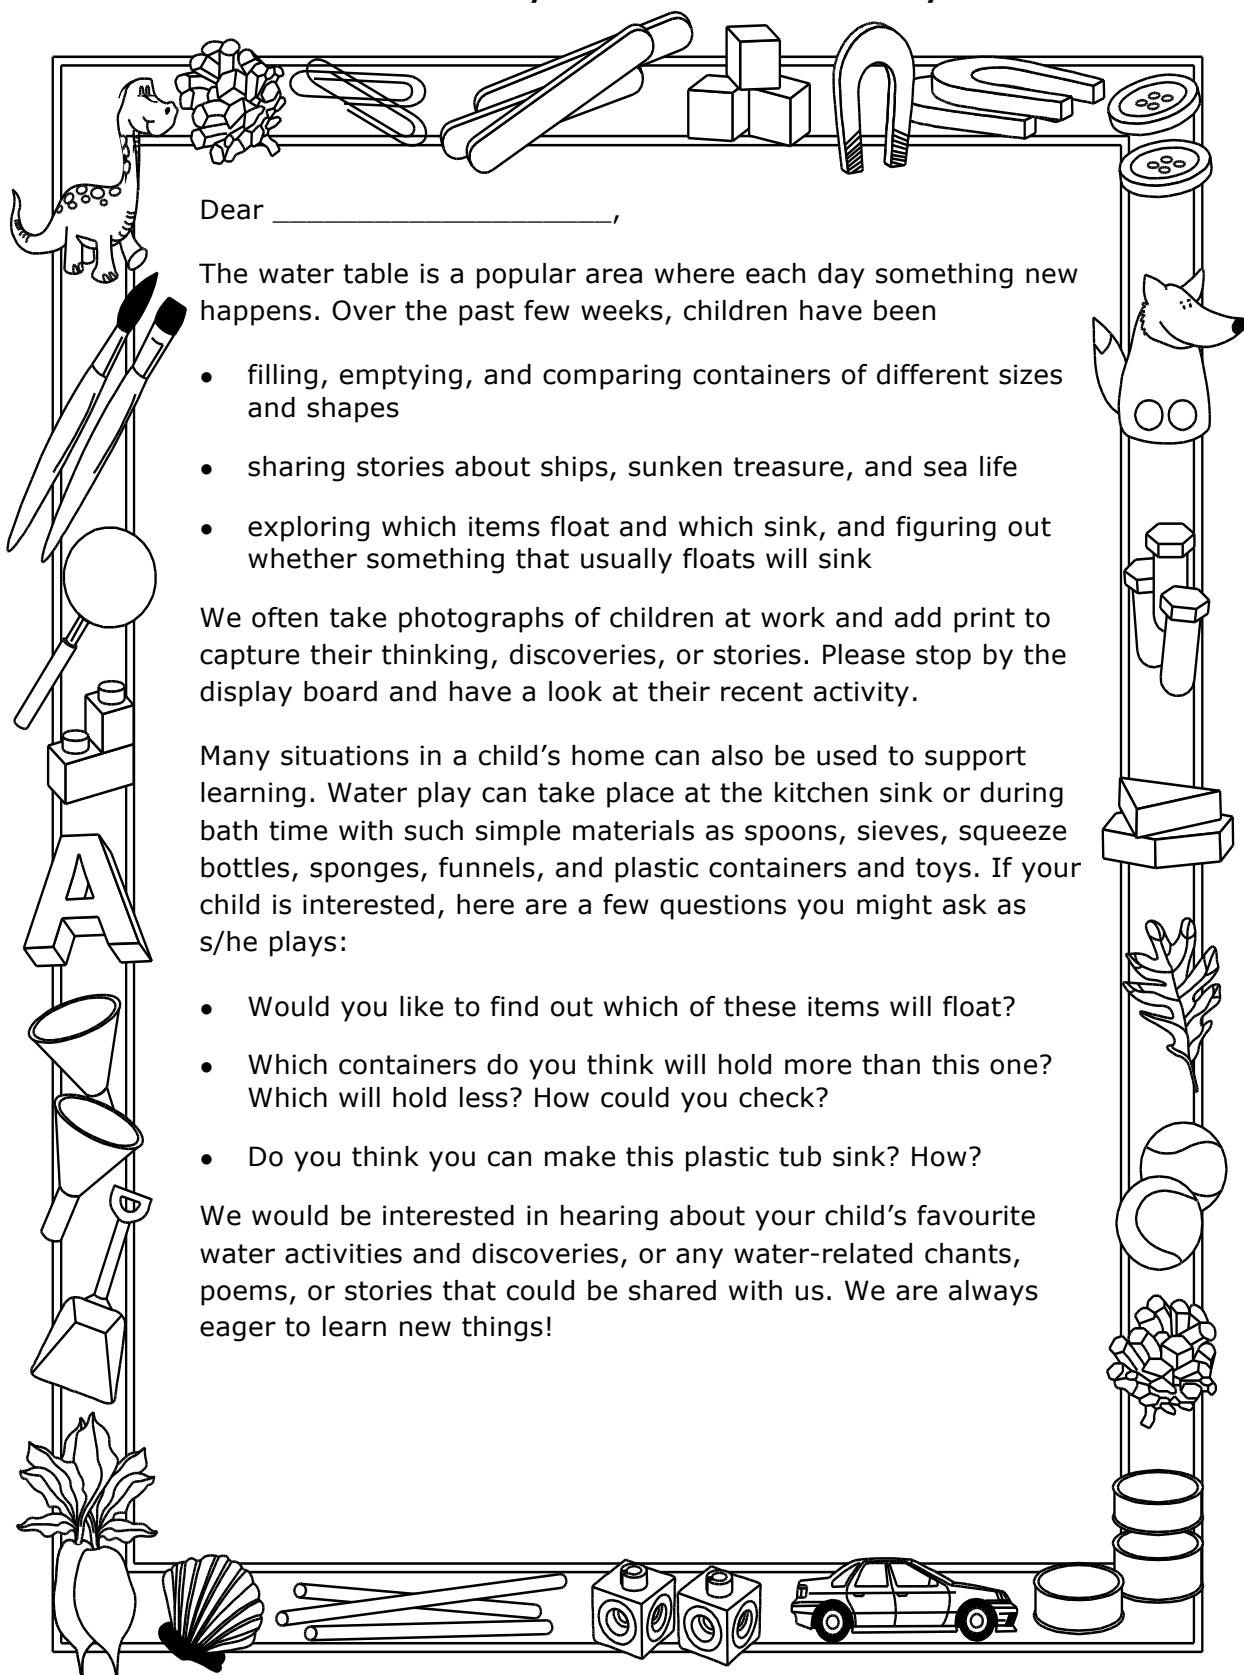 Dear ______________________,
The water table is a popular area where each day something new
happens. Over the past few weeks, children have been
• filling, emptying, and comparing containers of different sizes
and shapes
• sharing stories about ships, sunken treasure, and sea life
• exploring which items float and which sink, and figuring out
whether something that usually floats will sink
We often take photographs of children at work and add print to
capture their thinking, discoveries, or stories. Please stop by the
display board and have a look at their recent activity.
Many situations in a child’s home can also be used to support
learning. Water play can take place at the kitchen sink or during
bath time with such simple materials as spoons, sieves, squeeze
bottles, sponges, funnels, and plastic containers and toys. If your
child is interested, here are a few questions you might ask as
s/he plays:
• Would you like to find out which of these items will float?
• Which containers do you think will hold more than this one?
Which will hold less? How could you check?
• Do you think you can make this plastic tub sink? How?
We would be interested in hearing about your child’s favourite
water activities and discoveries, or any water-related chants,
poems, or stories that could be shared with us. We are always
eager to learn new things!
A